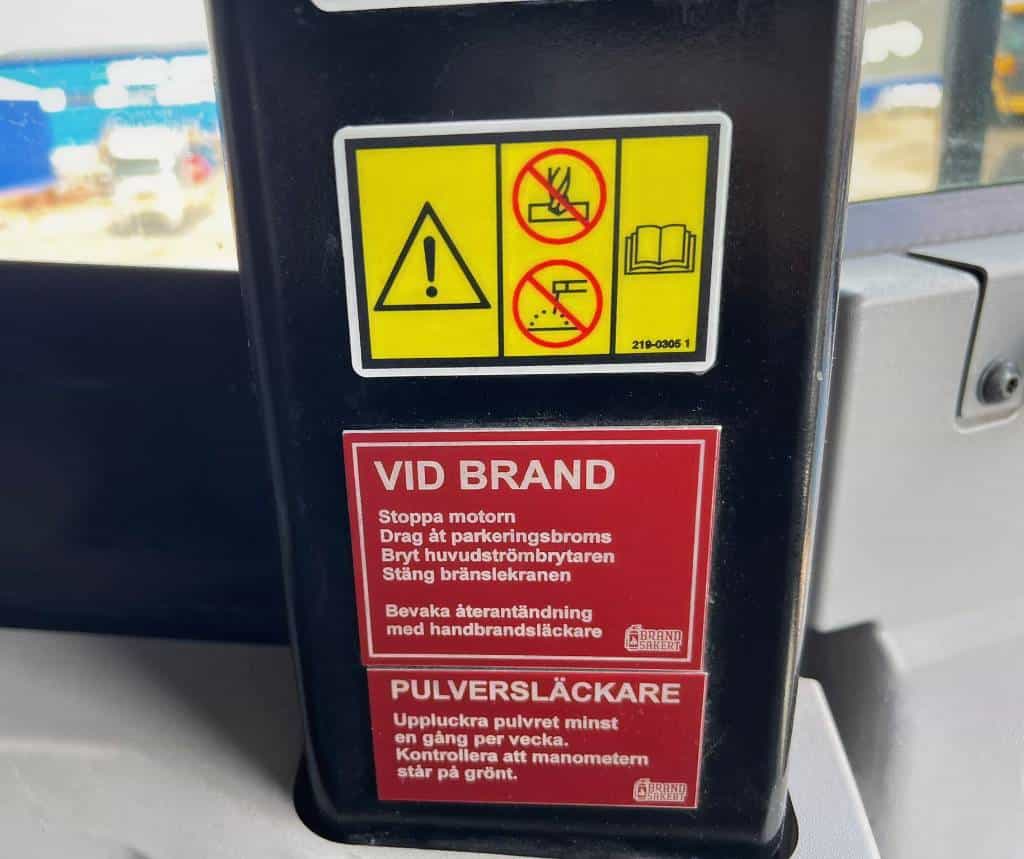 219-0305 1
VID BRAND
Stoppa motorn
Drag åt parkeringsbroms
Bryt huvudströmbrytaren
Stäng bränslekranen
Bevaka återantändning
med handbrandsläckare
BRAND
SÄKERT
PULVERSLÄCKARE
Uppluckra pulvret minst
en gång per vecka.
Kontrollera att manometern
står på grönt.
BRAND
SÄKERT